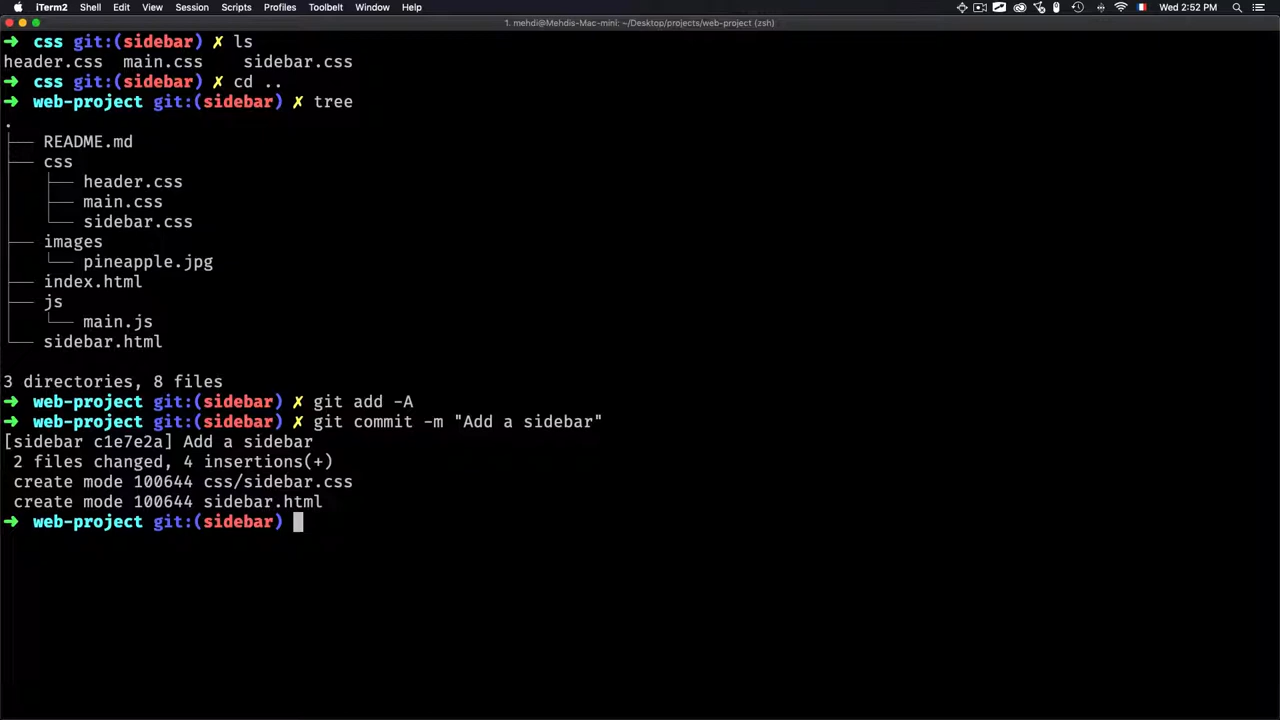 iTerm2 Shell Edit View Session Scripts Profiles Toolbelt Window Help Wed 2:52 PM
1. mehdi@Mehdis-Mac-mini: ~/Desktop/projects/web-project (zsh)
➜ css git:(sidebar) ✗ ls
header.css main.css sidebar.css
➜ css git:(sidebar) ✗ cd ..
➜ web-project git:(sidebar) ✗ tree
.
├── README.md
├── css
│   ├── header.css
│   ├── main.css
│   └── sidebar.css
├── images
│   └── pineapple.jpg
├── index.html
├── js
│   └── main.js
└── sidebar.html
3 directories, 8 files
➜ web-project git:(sidebar) ✗ git add -A
➜ web-project git:(sidebar) ✗ git commit -m "Add a sidebar"
[sidebar c1e7e2a] Add a sidebar
2 files changed, 4 insertions(+)
create mode 100644 css/sidebar.css
create mode 100644 sidebar.html
➜ web-project git:(sidebar)